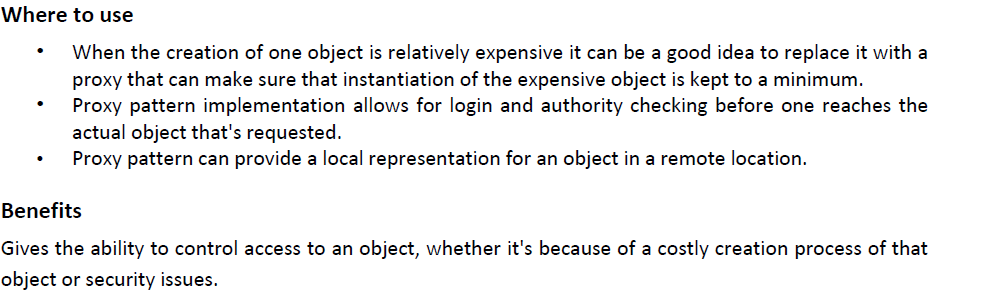 Where to use
• When the creation of one object is relatively expensive it can be a good idea to replace it with a
proxy that can make sure that instantiation of the expensive object is kept to a minimum.
• Proxy pattern implementation allows for login and authority checking before one reaches the
actual object that's requested.
• Proxy pattern can provide a local representation for an object in a remote location.
Benefits
Gives the ability to control access to an object, whether it's because of a costly creation process of that
object or security issues.